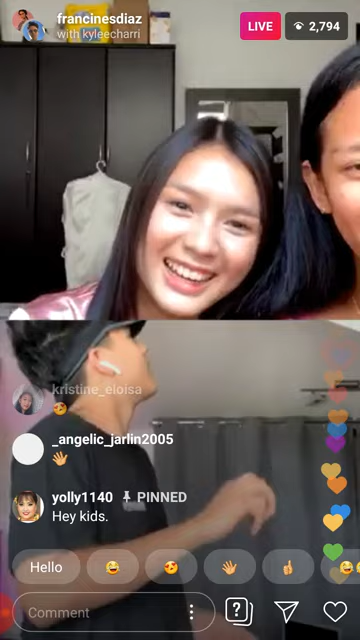 francinesdiaz
LIVE
2,794
with kyleecharri
kristine_eloisa
😍
_angelic_jarlin2005
👋
yolly1140 PINNED
Hey kids.
Hello 😂 😍 👋 👍
Comment
?